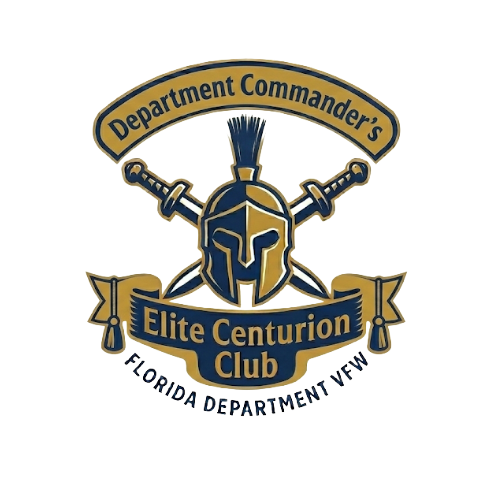 Department Commander's
Elite Centurion
Club
FLORIDA DEPARTMENT VFW